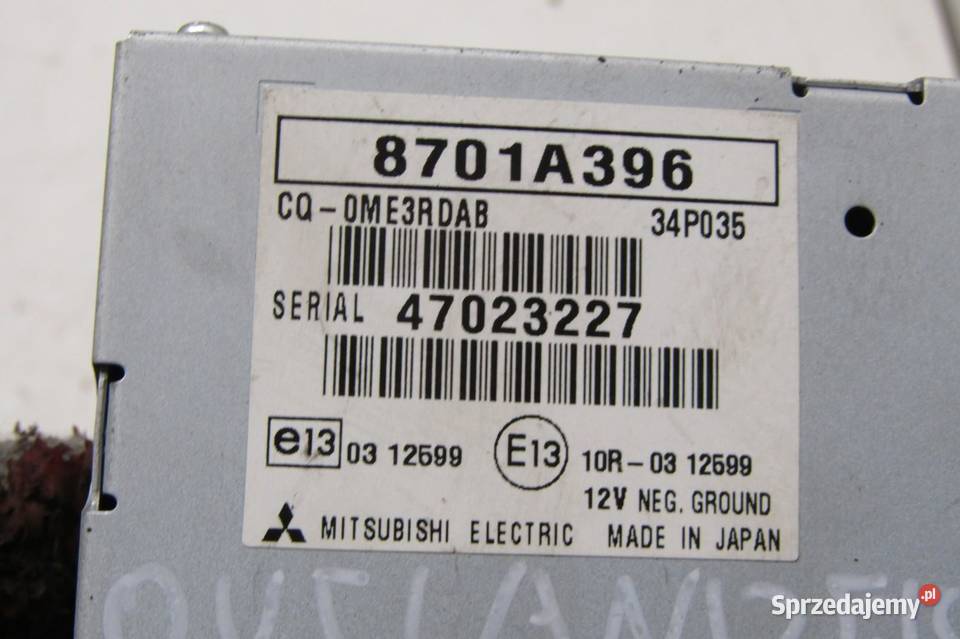 8701A396
CQ-0ME3RDAB 34P035
SERIAL 47023227
e13 03 12599 E13 10R-03 12599
12V NEG. GROUND
MITSUBISHI ELECTRIC MADE IN JAPAN
Sprzedajemy.pl